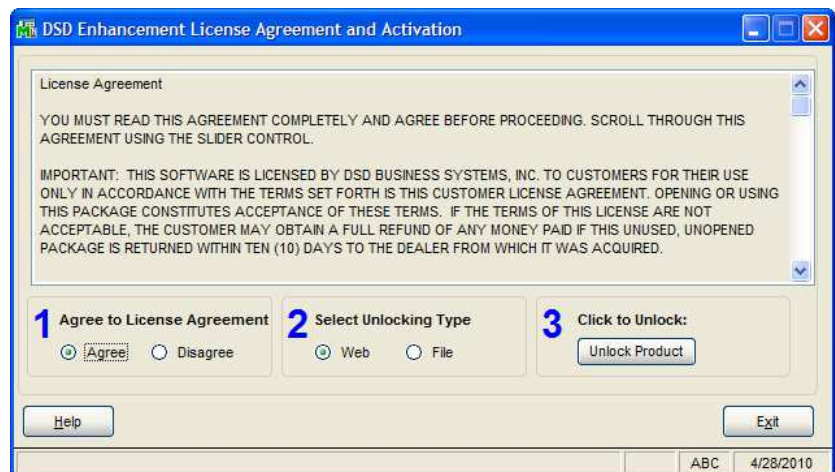 DSD Enhancement License Agreement and Activation
License Agreement
YOU MUST READ THIS AGREEMENT COMPLETELY AND AGREE BEFORE PROCEEDING. SCROLL THROUGH THIS
AGREEMENT USING THE SLIDER CONTROL.
IMPORTANT: THIS SOFTWARE IS LICENSED BY DSD BUSINESS SYSTEMS, INC. TO CUSTOMERS FOR THEIR USE
ONLY IN ACCORDANCE WITH THE TERMS SET FORTH IS THIS CUSTOMER LICENSE AGREEMENT. OPENING OR USING
THIS PACKAGE CONSTITUTES ACCEPTANCE OF THESE TERMS. IF THE TERMS OF THIS LICENSE ARE NOT
ACCEPTABLE, THE CUSTOMER MAY OBTAIN A FULL REFUND OF ANY MONEY PAID IF THIS UNUSED, UNOPENED
PACKAGE IS RETURNED WITHIN TEN (10) DAYS TO THE DEALER FROM WHICH IT WAS ACQUIRED.
1 Agree to License Agreement
Agree Disagree
2 Select Unlocking Type
Web File
3 Click to Unlock:
Unlock Product
Help
Exit
ABC 4/28/2010